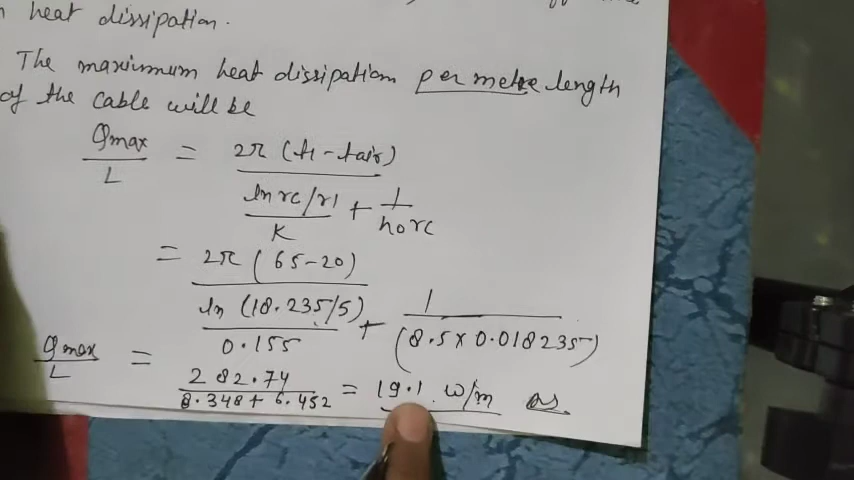 heat dissipation.
The maximum heat dissipation per metre length
of the cable will be
Qmax/L = 2π (t1 - tair) / (ln rc/r1 / K + 1/h0 rc)
= 2π (65-20) / (ln (18.235/5) / 0.155 + 1/(8.5 x 0.018235))
Qmax/L = 282.74 / (8.348 + 6.452) = 19.1 w/m